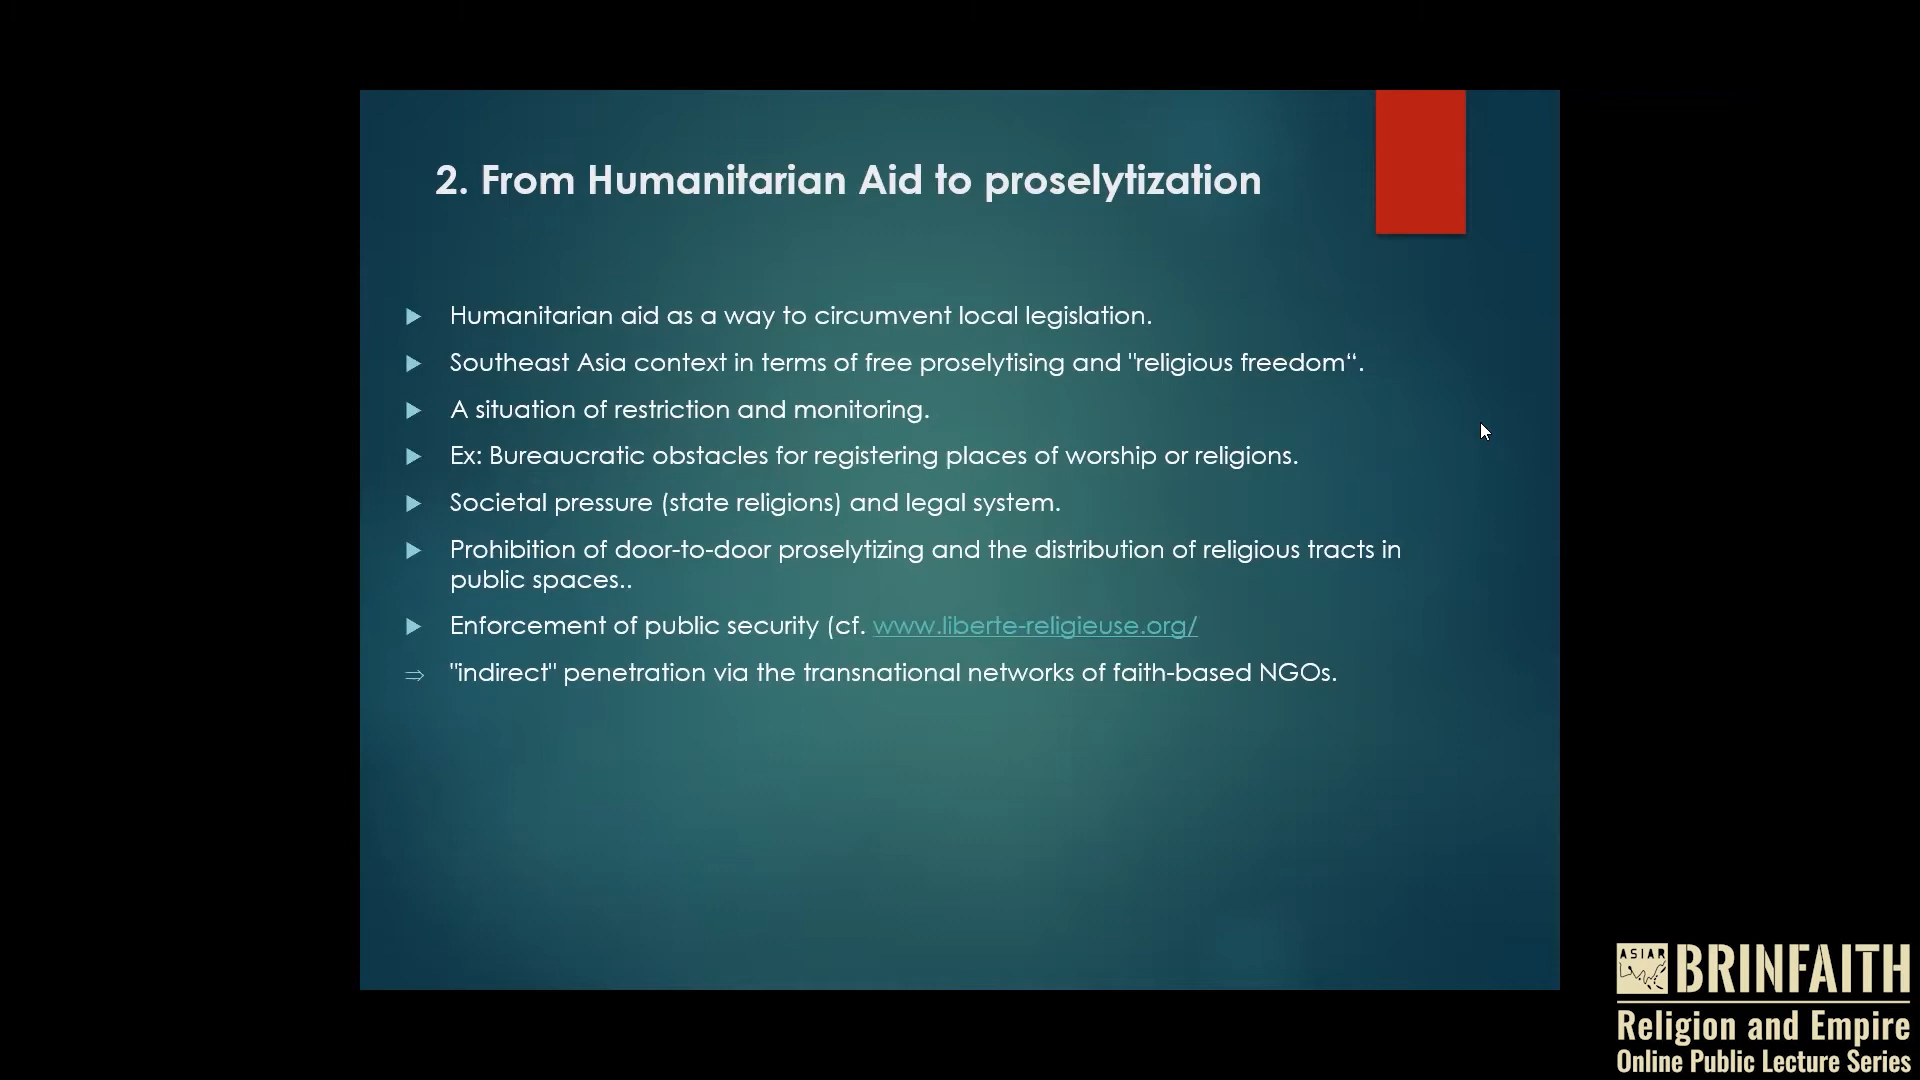 2. From Humanitarian Aid to proselytization
Humanitarian aid as a way to circumvent local legislation.
Southeast Asia context in terms of free proselytising and "religious freedom“.
A situation of restriction and monitoring.
Ex: Bureaucratic obstacles for registering places of worship or religions.
Societal pressure (state religions) and legal system.
Prohibition of door-to-door proselytizing and the distribution of religious tracts in
public spaces..
Enforcement of public security (cf. www.liberte-religieuse.org/
⇒ "indirect" penetration via the transnational networks of faith-based NGOs.
ASIAR BRINFAITH
Religion and Empire
Online Public Lecture Series